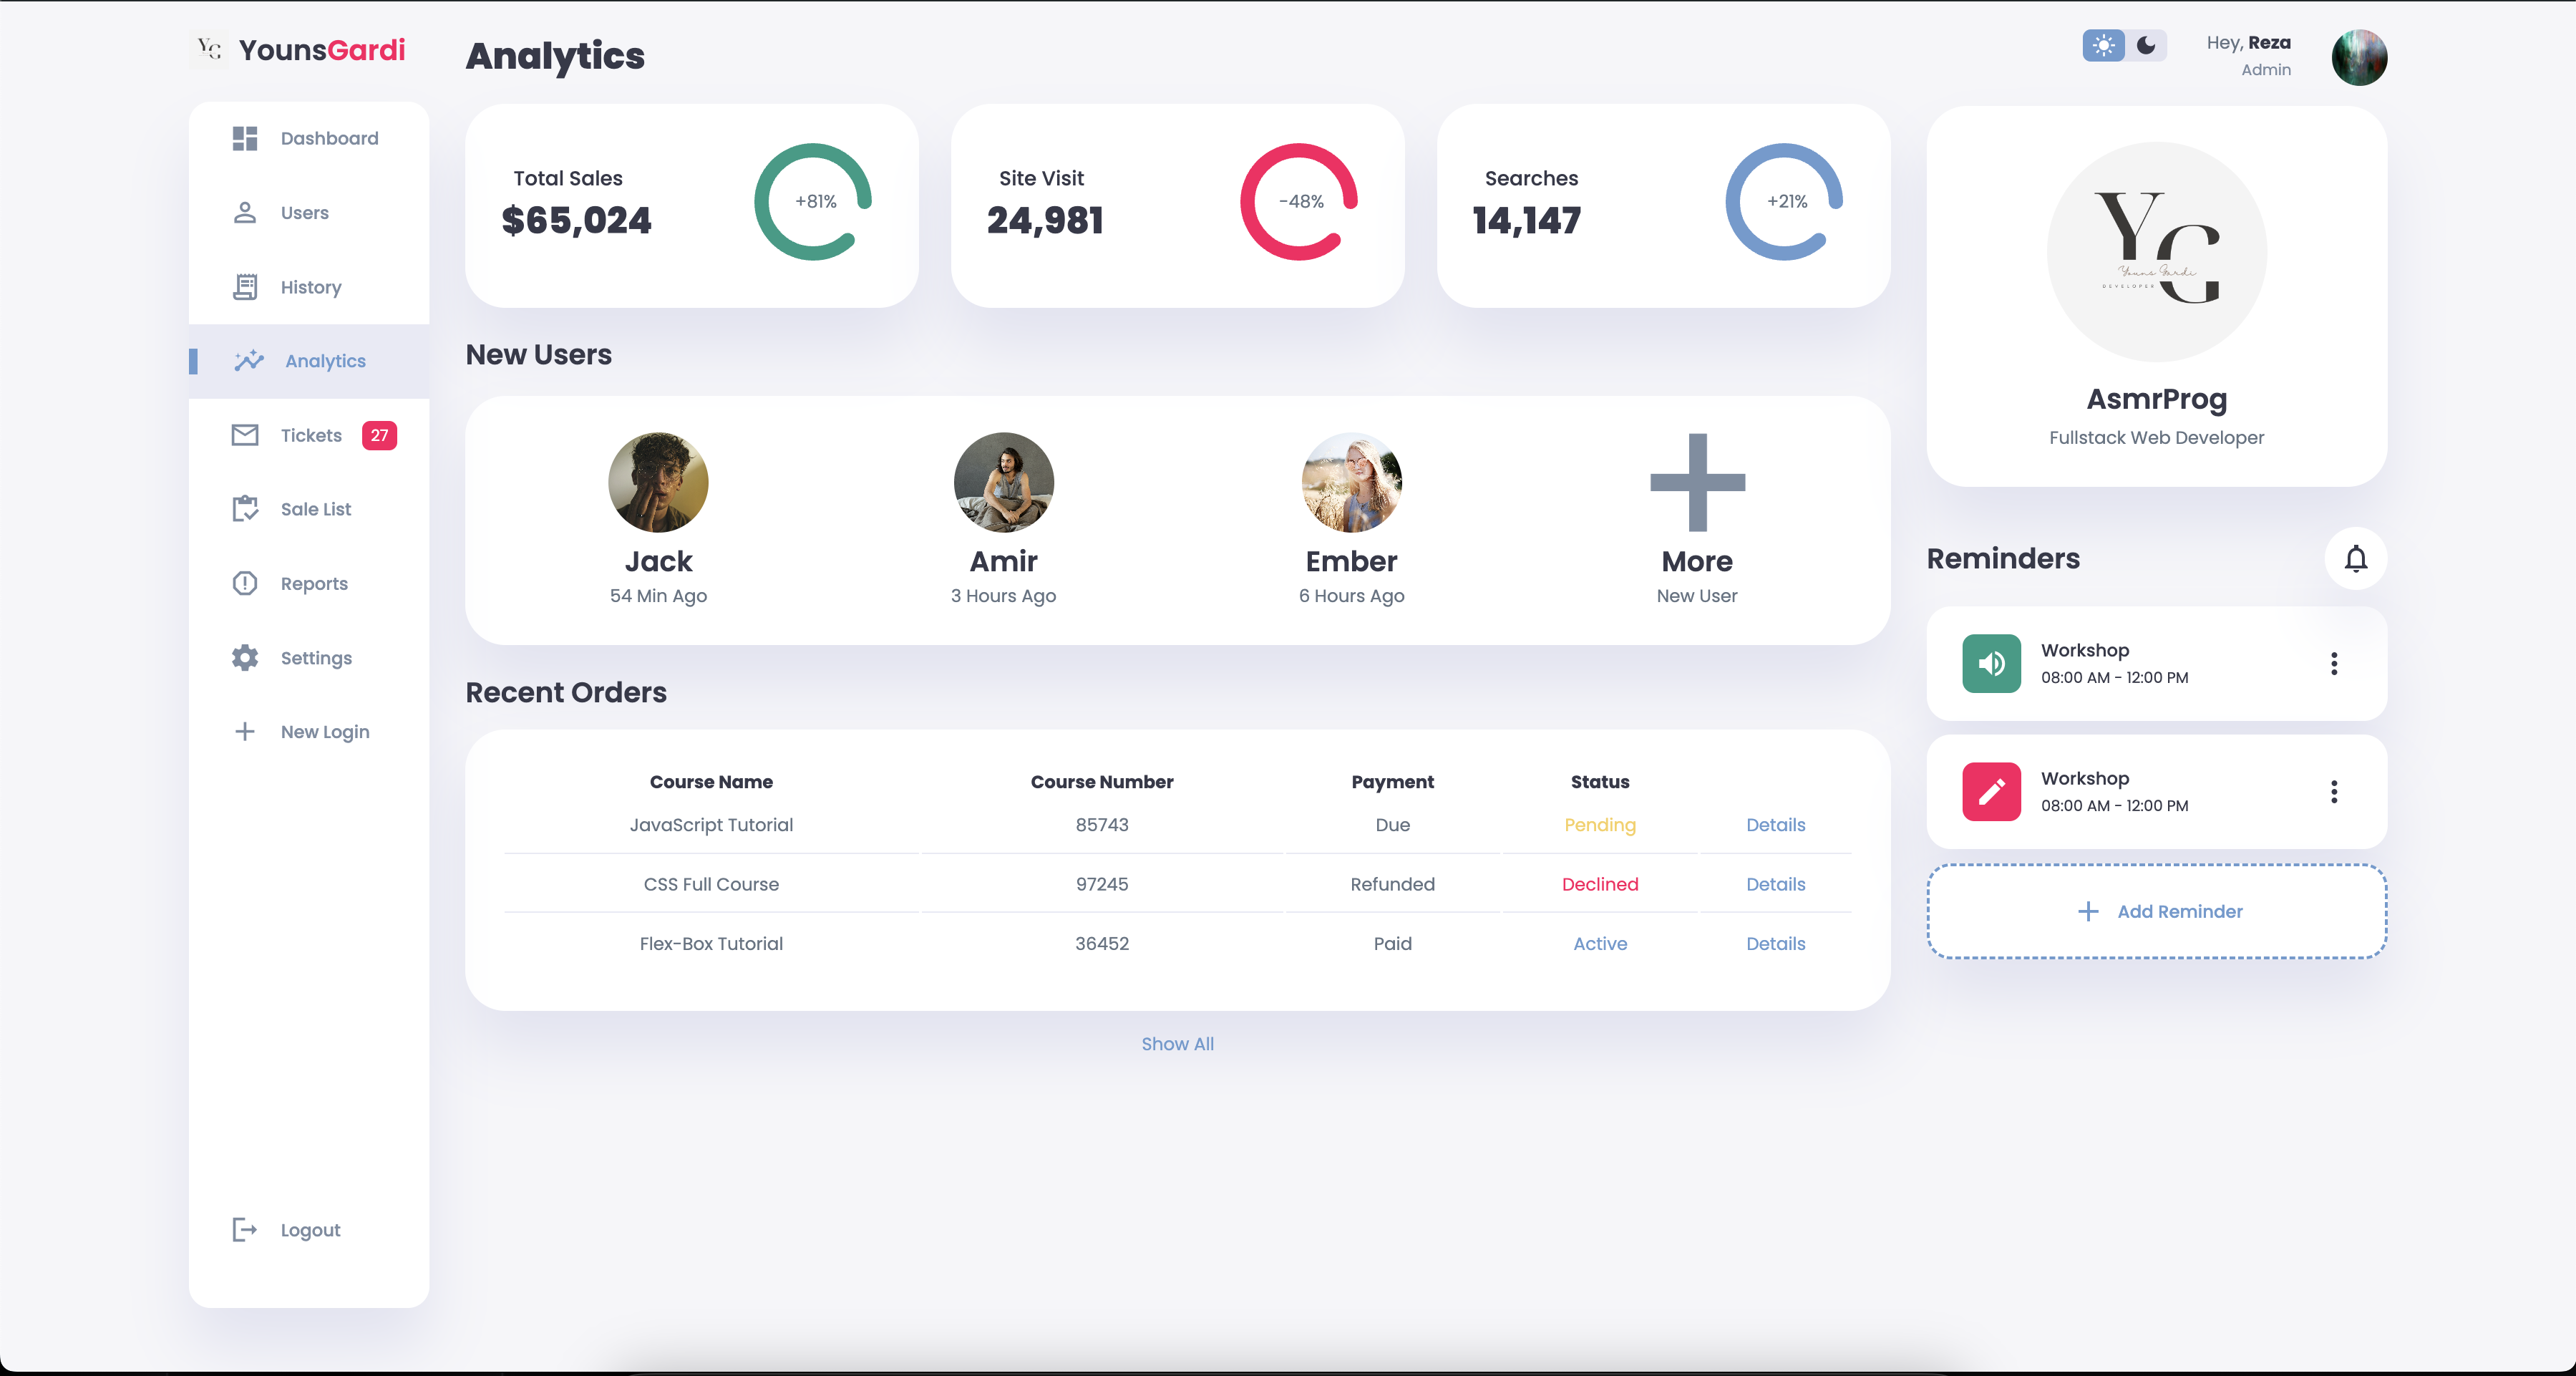 YG YounsGardi
Dashboard
Users
History
Analytics
Tickets 27
Sale List
Reports
Settings
New Login
Logout
Analytics
Total Sales
$65,024
+81%
Site Visit
24,981
-48%
Searches
14,147
+21%
New Users
Jack
54 Min Ago
Amir
3 Hours Ago
Ember
6 Hours Ago
More
New User
Recent Orders
Course Name Course Number Payment Status
JavaScript Tutorial 85743 Due Pending Details
CSS Full Course 97245 Refunded Declined Details
Flex-Box Tutorial 36452 Paid Active Details
Show All
Hey, Reza
Admin
YG
Youns Gardi
DEVELOPER
AsmrProg
Fullstack Web Developer
Reminders
Workshop
08:00 AM - 12:00 PM
Workshop
08:00 AM - 12:00 PM
Add Reminder